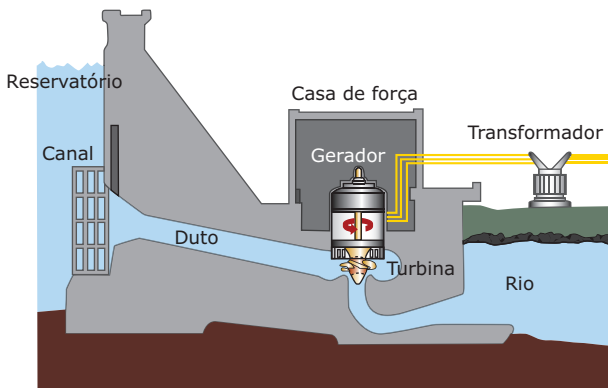 Reservatório
Casa de força
Transformador
Canal
Gerador
Duto
Turbina
Rio